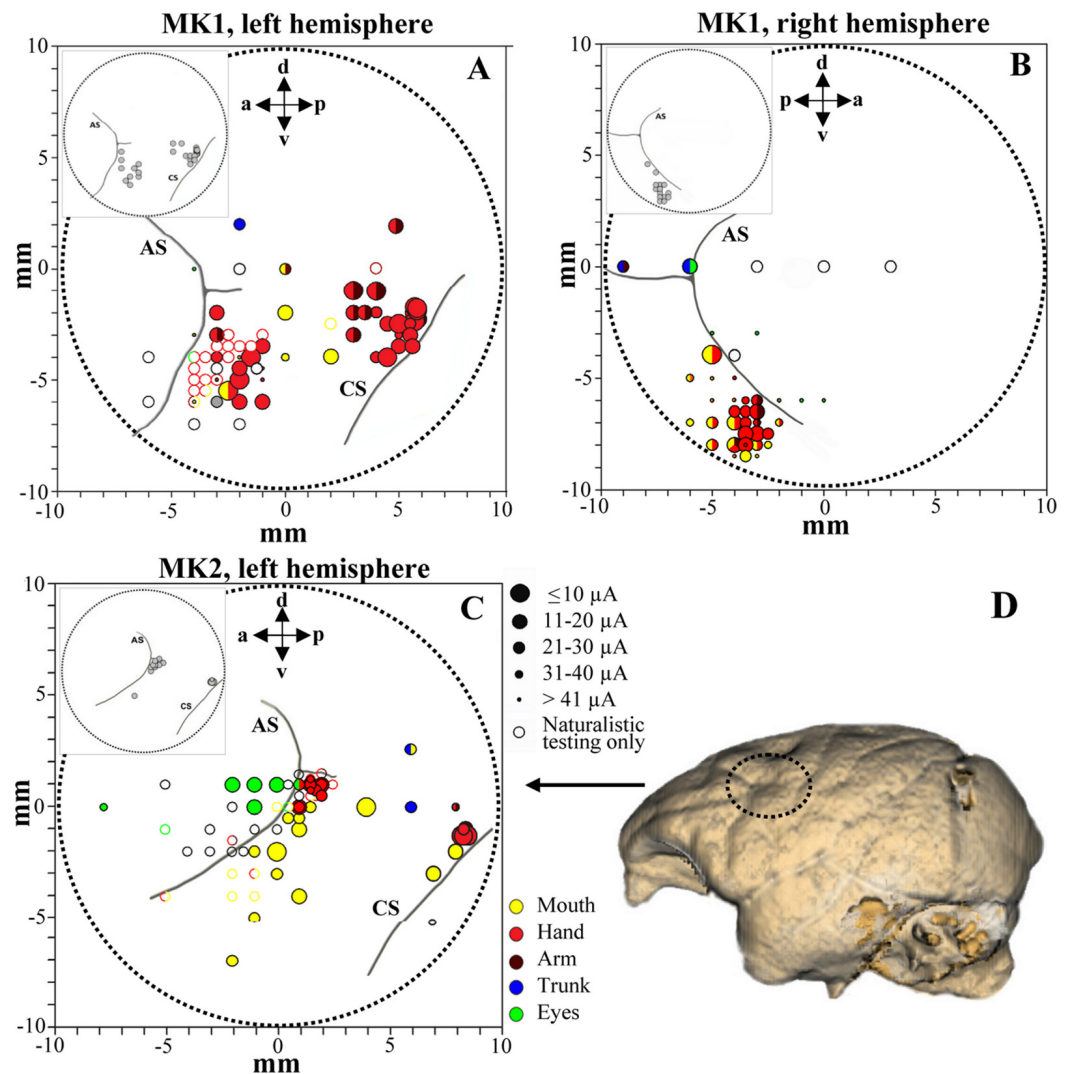 MK1, left hemisphere
10
5
0
-5
-10
mm
A
d
a
p
v
AS
CS
AS
CS
-10
-5
0
5
10
mm
MK1, right hemisphere
10
5
0
-5
-10
B
d
p
a
v
AS
AS
-10
-5
0
5
10
mm
MK2, left hemisphere
10
5
0
-5
-10
mm
C
d
a
p
v
AS
CS
AS
CS
-10
-5
0
5
10
mm
≤10 µA
11-20 µA
21-30 µA
31-40 µA
> 41 µA
Naturalistic
testing only
Mouth
Hand
Arm
Trunk
Eyes
D